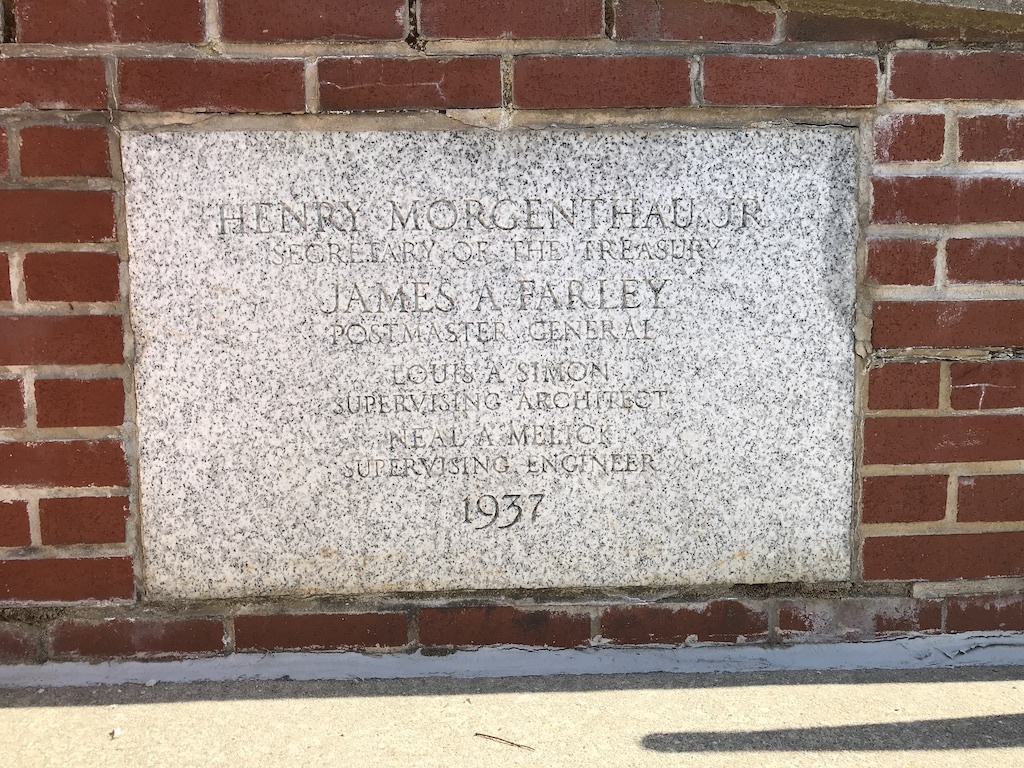 HENRY MORGENTHAU JR
SECRETARY OF THE TREASURY
JAMES A FARLEY
POSTMASTER GENERAL
LOUIS A SIMON
SUPERVISING ARCHITECT
NEAL A MELICK
SUPERVISING ENGINEER
1937